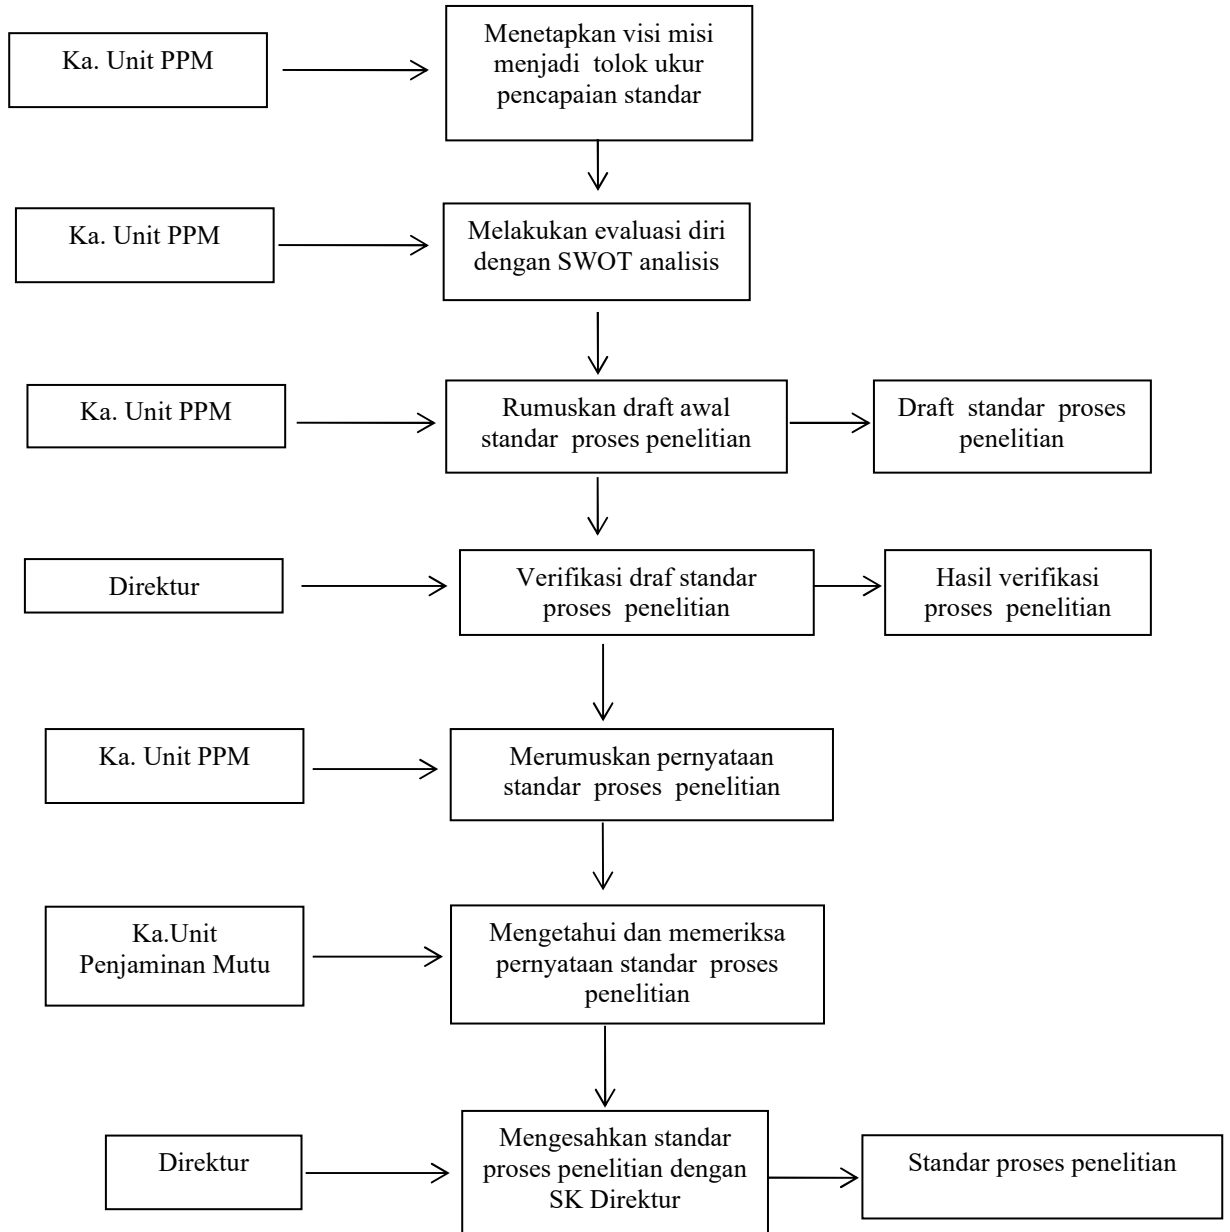 Ka. Unit PPM
Menetapkan visi misi
menjadi tolok ukur
pencapaian standar
Ka. Unit PPM
Melakukan evaluasi diri
dengan SWOT analisis
Ka. Unit PPM
Rumuskan draft awal
standar proses penelitian
Draft standar proses
penelitian
Direktur
Verifikasi draf standar
proses penelitian
Hasil verifikasi
proses penelitian
Ka. Unit PPM
Merumuskan pernyataan
standar proses penelitian
Ka.Unit
Penjaminan Mutu
Mengetahui dan memeriksa
pernyataan standar proses
penelitian
Direktur
Mengesahkan standar
proses penelitian dengan
SK Direktur
Standar proses penelitian